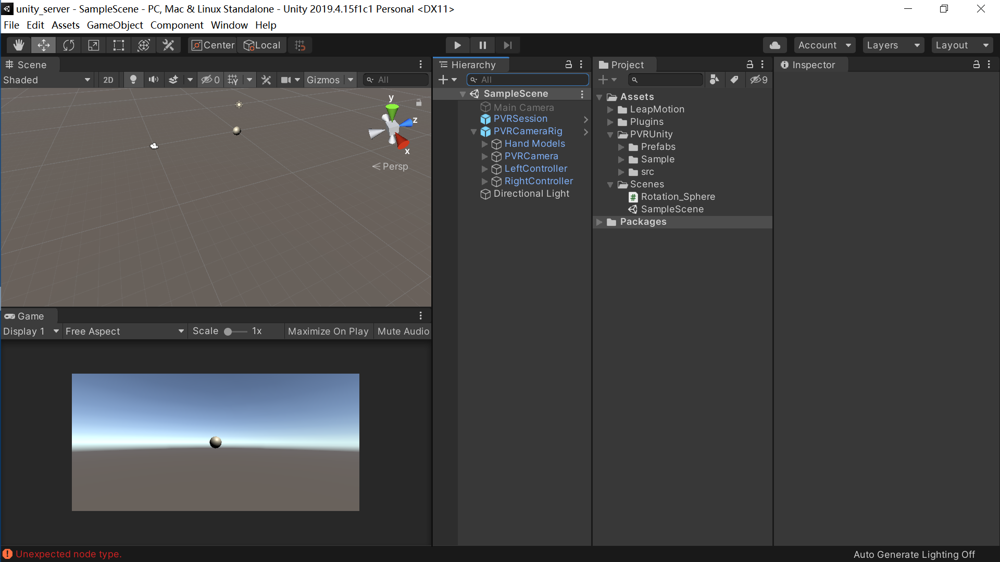 unity_server - SampleScene - PC, Mac & Linux Standalone - Unity 2019.4.15f1c1 Personal <DX11>
File Edit Assets GameObject Component Window Help
Center Local Account Layers Layout
Scene
Shaded 2D 0 Gizmos All
y
z
x
Persp
Game
Display 1 Free Aspect Scale 1x Maximize On Play Mute Audio
Hierarchy
All
SampleScene
Main Camera
PVRSession
PVRCameraRig
Hand Models
PVRCamera
LeftController
RightController
Directional Light
Project
9
Assets
LeapMotion
Plugins
PVRUnity
Prefabs
Sample
src
Scenes
Rotation_Sphere
SampleScene
Packages
Inspector
Unexpected node type.
Auto Generate Lighting Off